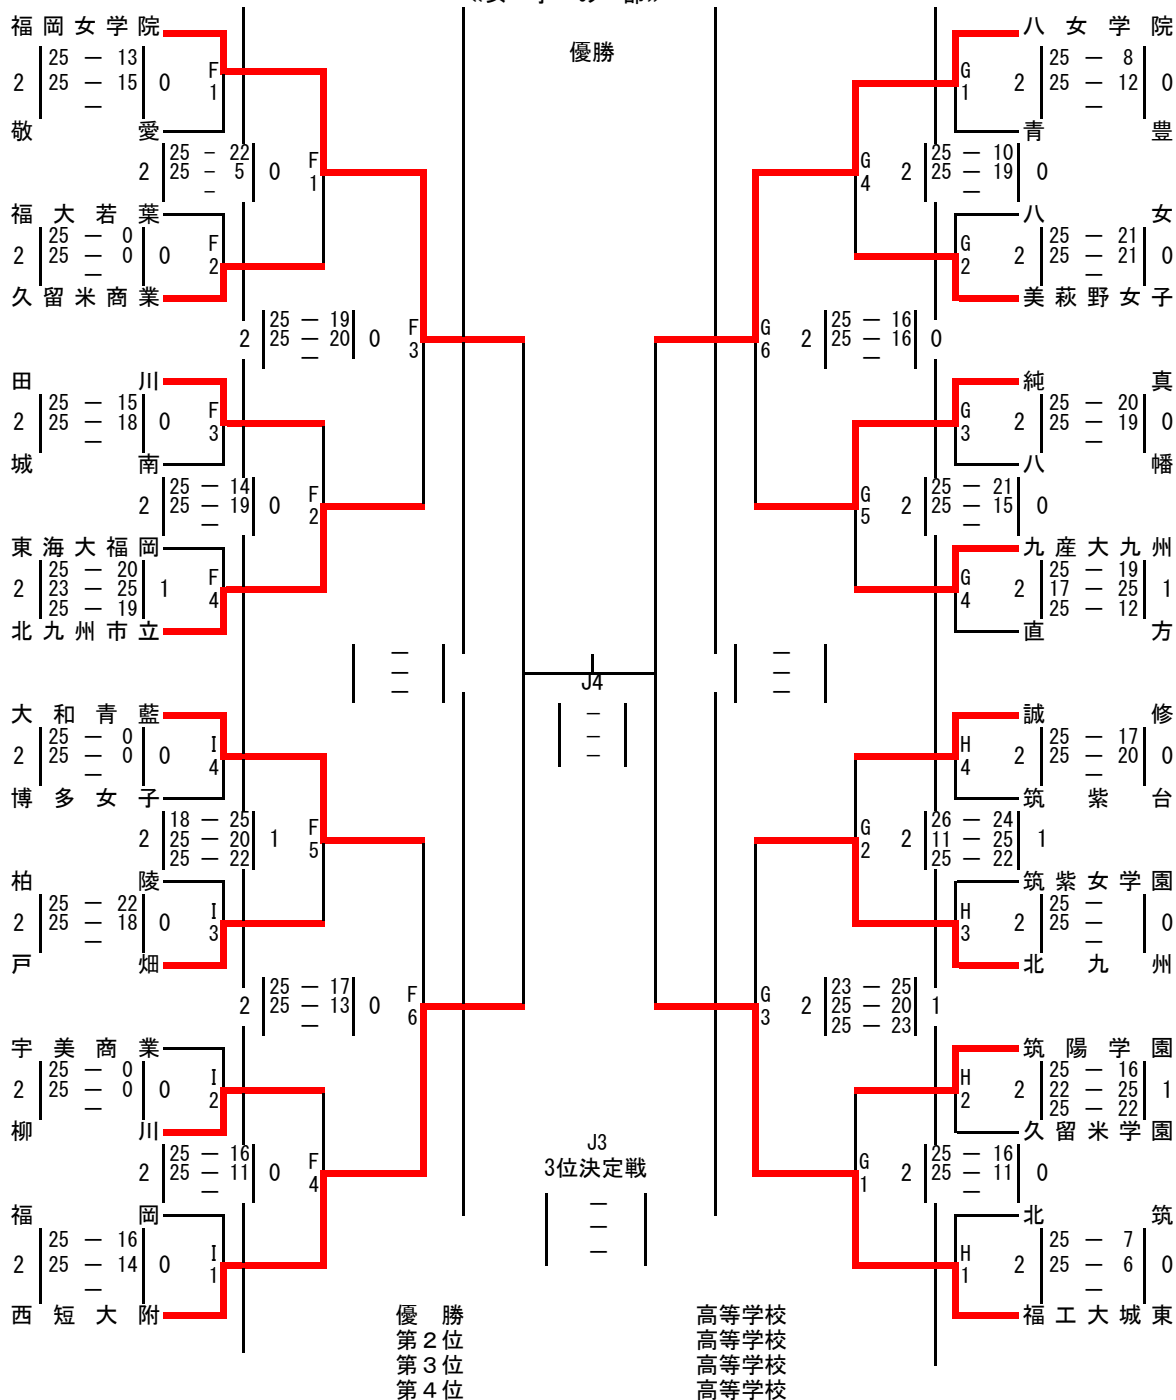 優勝
福岡女学院
25 — 13
2 25 — 15 0
—
F1
敬愛
25 - 22
2 25 - 5 0
-
F1
福大若葉
25 — 0
2 25 — 0 0
—
F2
久留米商業
25 — 19
2 25 — 20 0
—
F3
田川
25 — 15
2 25 — 18 0
—
F3
城南
25 — 14
2 25 — 19 0
—
F2
東海大福岡
25 — 20
2 23 — 25 1
25 — 19
F4
北九州市立
—
—
—
大和青藍
25 — 0
2 25 — 0 0
—
I4
博多女子
18 — 25
2 25 — 20 1
25 — 22
F5
柏陵
25 — 22
2 25 — 18 0
—
I3
戸畑
25 — 17
2 25 — 13 0
—
F6
宇美商業
25 — 0
2 25 — 0 0
—
I2
柳川
25 — 16
2 25 — 11 0
—
F4
福岡
25 — 16
2 25 — 14 0
—
I1
西短大附
J4
—
—
—
J3
3位決定戦
—
—
—
八女学院
25 — 8
2 25 — 12 0
—
G1
青豊
25 — 10
2 25 — 19 0
—
G4
八女
25 — 21
2 25 — 21 0
—
G2
美萩野女子
25 — 16
2 25 — 16 0
—
G6
純真
25 — 20
2 25 — 19 0
—
G3
八幡
25 — 21
2 25 — 15 0
—
G5
九産大九州
25 — 19
2 17 — 25 1
25 — 12
G4
直方
—
—
—
誠修
25 — 17
2 25 — 20 0
—
H4
筑紫台
26 — 24
2 11 — 25 1
25 — 22
G2
筑紫女学園
25 —
2 25 — 0
—
H3
北九州
23 — 25
2 25 — 20 1
25 — 23
G3
筑陽学園
25 — 16
2 22 — 25 1
25 — 22
H2
久留米学園
25 — 16
2 25 — 11 0
—
G1
北筑
25 — 7
2 25 — 6 0
—
H1
福工大城東
優勝 高等学校
第2位 高等学校
第3位 高等学校
第4位 高等学校